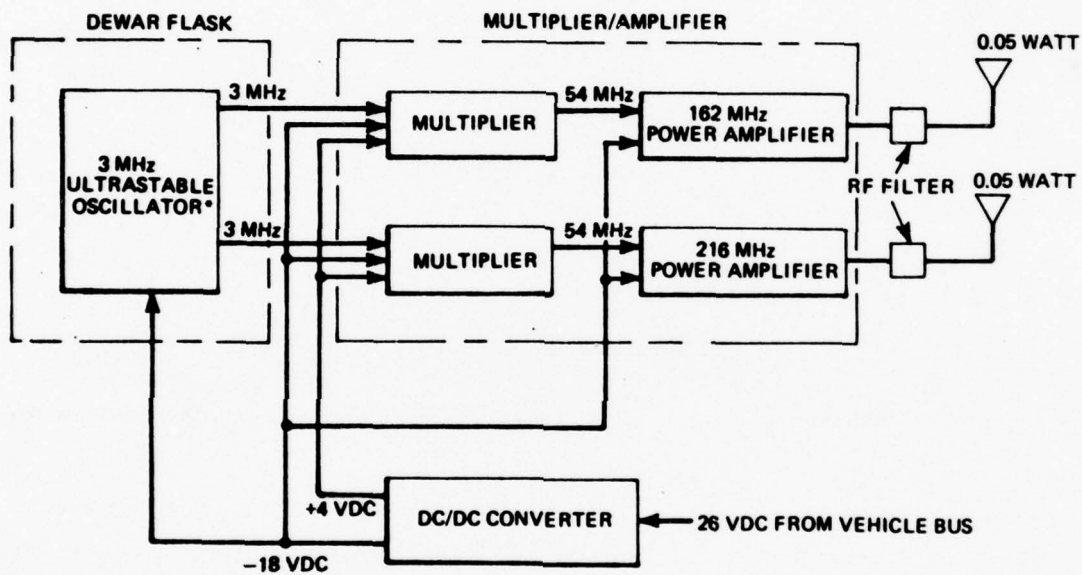 DEWAR FLASK
MULTIPLIER/AMPLIFIER
0.05 WATT
3 MHz
54 MHz
3 MHz
ULTRASTABLE
OSCILLATOR*
MULTIPLIER
162 MHz
POWER AMPLIFIER
RF FILTER
0.05 WATT
3 MHz
54 MHz
MULTIPLIER
216 MHz
POWER AMPLIFIER
+4 VDC
DC/DC CONVERTER
26 VDC FROM VEHICLE BUS
−18 VDC